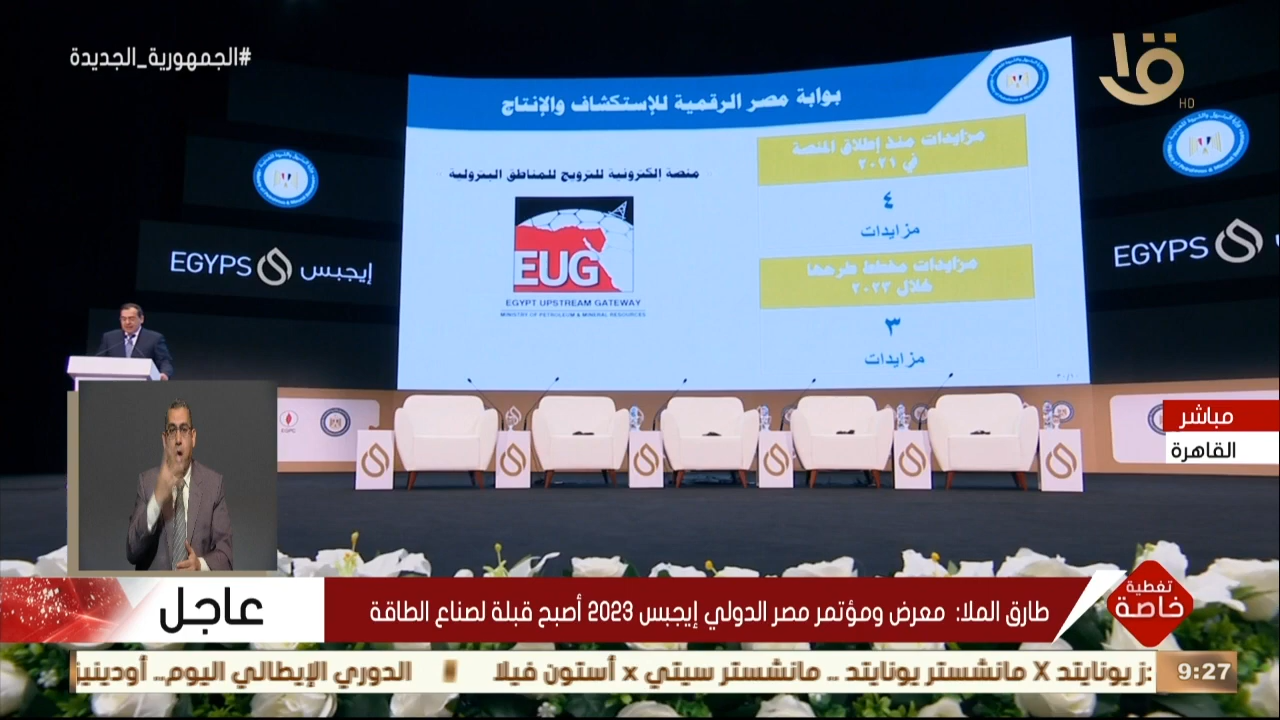 #الجمهورية_الجديدة
HD
بوابة مصر الرقمية للإستكشاف والإنتاج
منصة إلكترونية للترويج للمناطق البترولية
EUG
EGYPT UPSTREAM GATEWAY
MINISTRY OF PETROLEUM & MINERAL RESOURCES
مزايدات منذ إطلاق المنصة
في ٢٠٢١
٤
مزايدات
مزايدات مخطط طرحها
خلال ٢٠٢٣
٣
مزايدات
EGYPS إيجبس
EGYPS
EGPC
مباشر
القاهرة
تغطية
خاصة
طارق الملا: معرض ومؤتمر مصر الدولي إيجبس 2023 أصبح قبلة لصناع الطاقة
عاجل
9:27
ز يونايتد X مانشستر يونايتد .. مانشستر سيتي x أستون فيلا
الدوري الإيطالي اليوم.. أودينيز